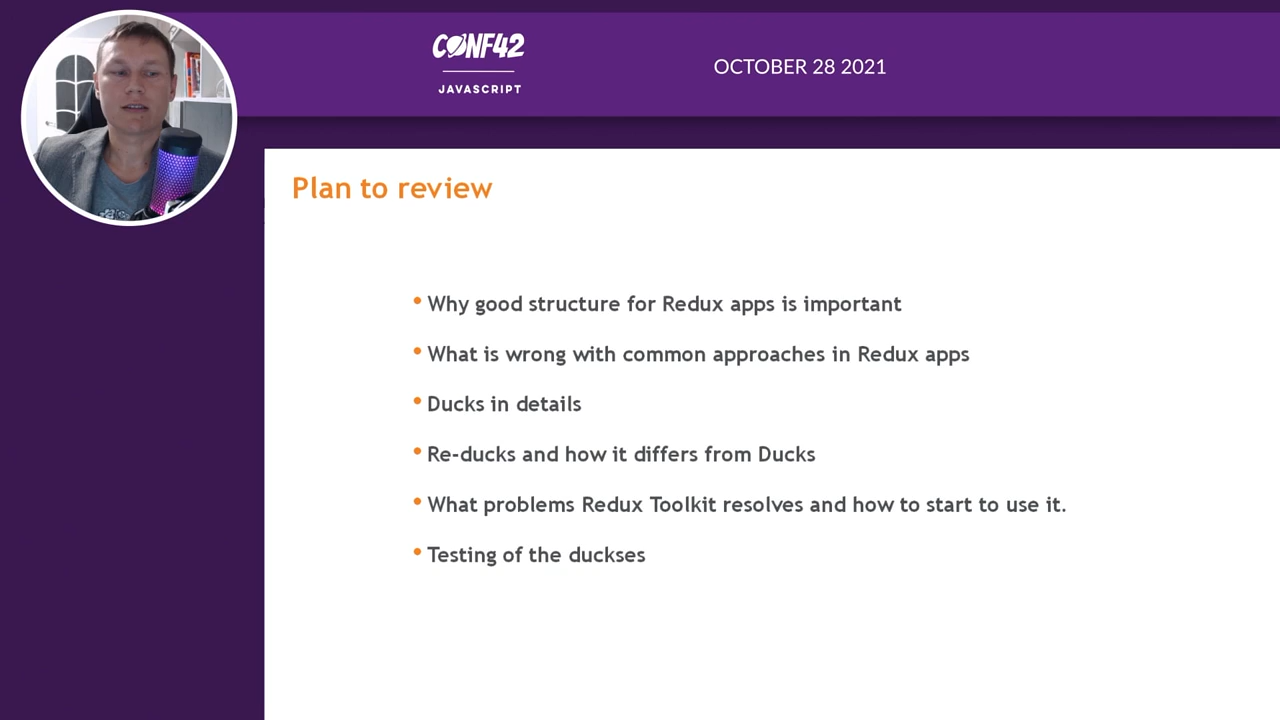 CONF42
JAVASCRIPT
OCTOBER 28 2021
Plan to review
• Why good structure for Redux apps is important
• What is wrong with common approaches in Redux apps
• Ducks in details
• Re-ducks and how it differs from Ducks
• What problems Redux Toolkit resolves and how to start to use it.
• Testing of the duckses